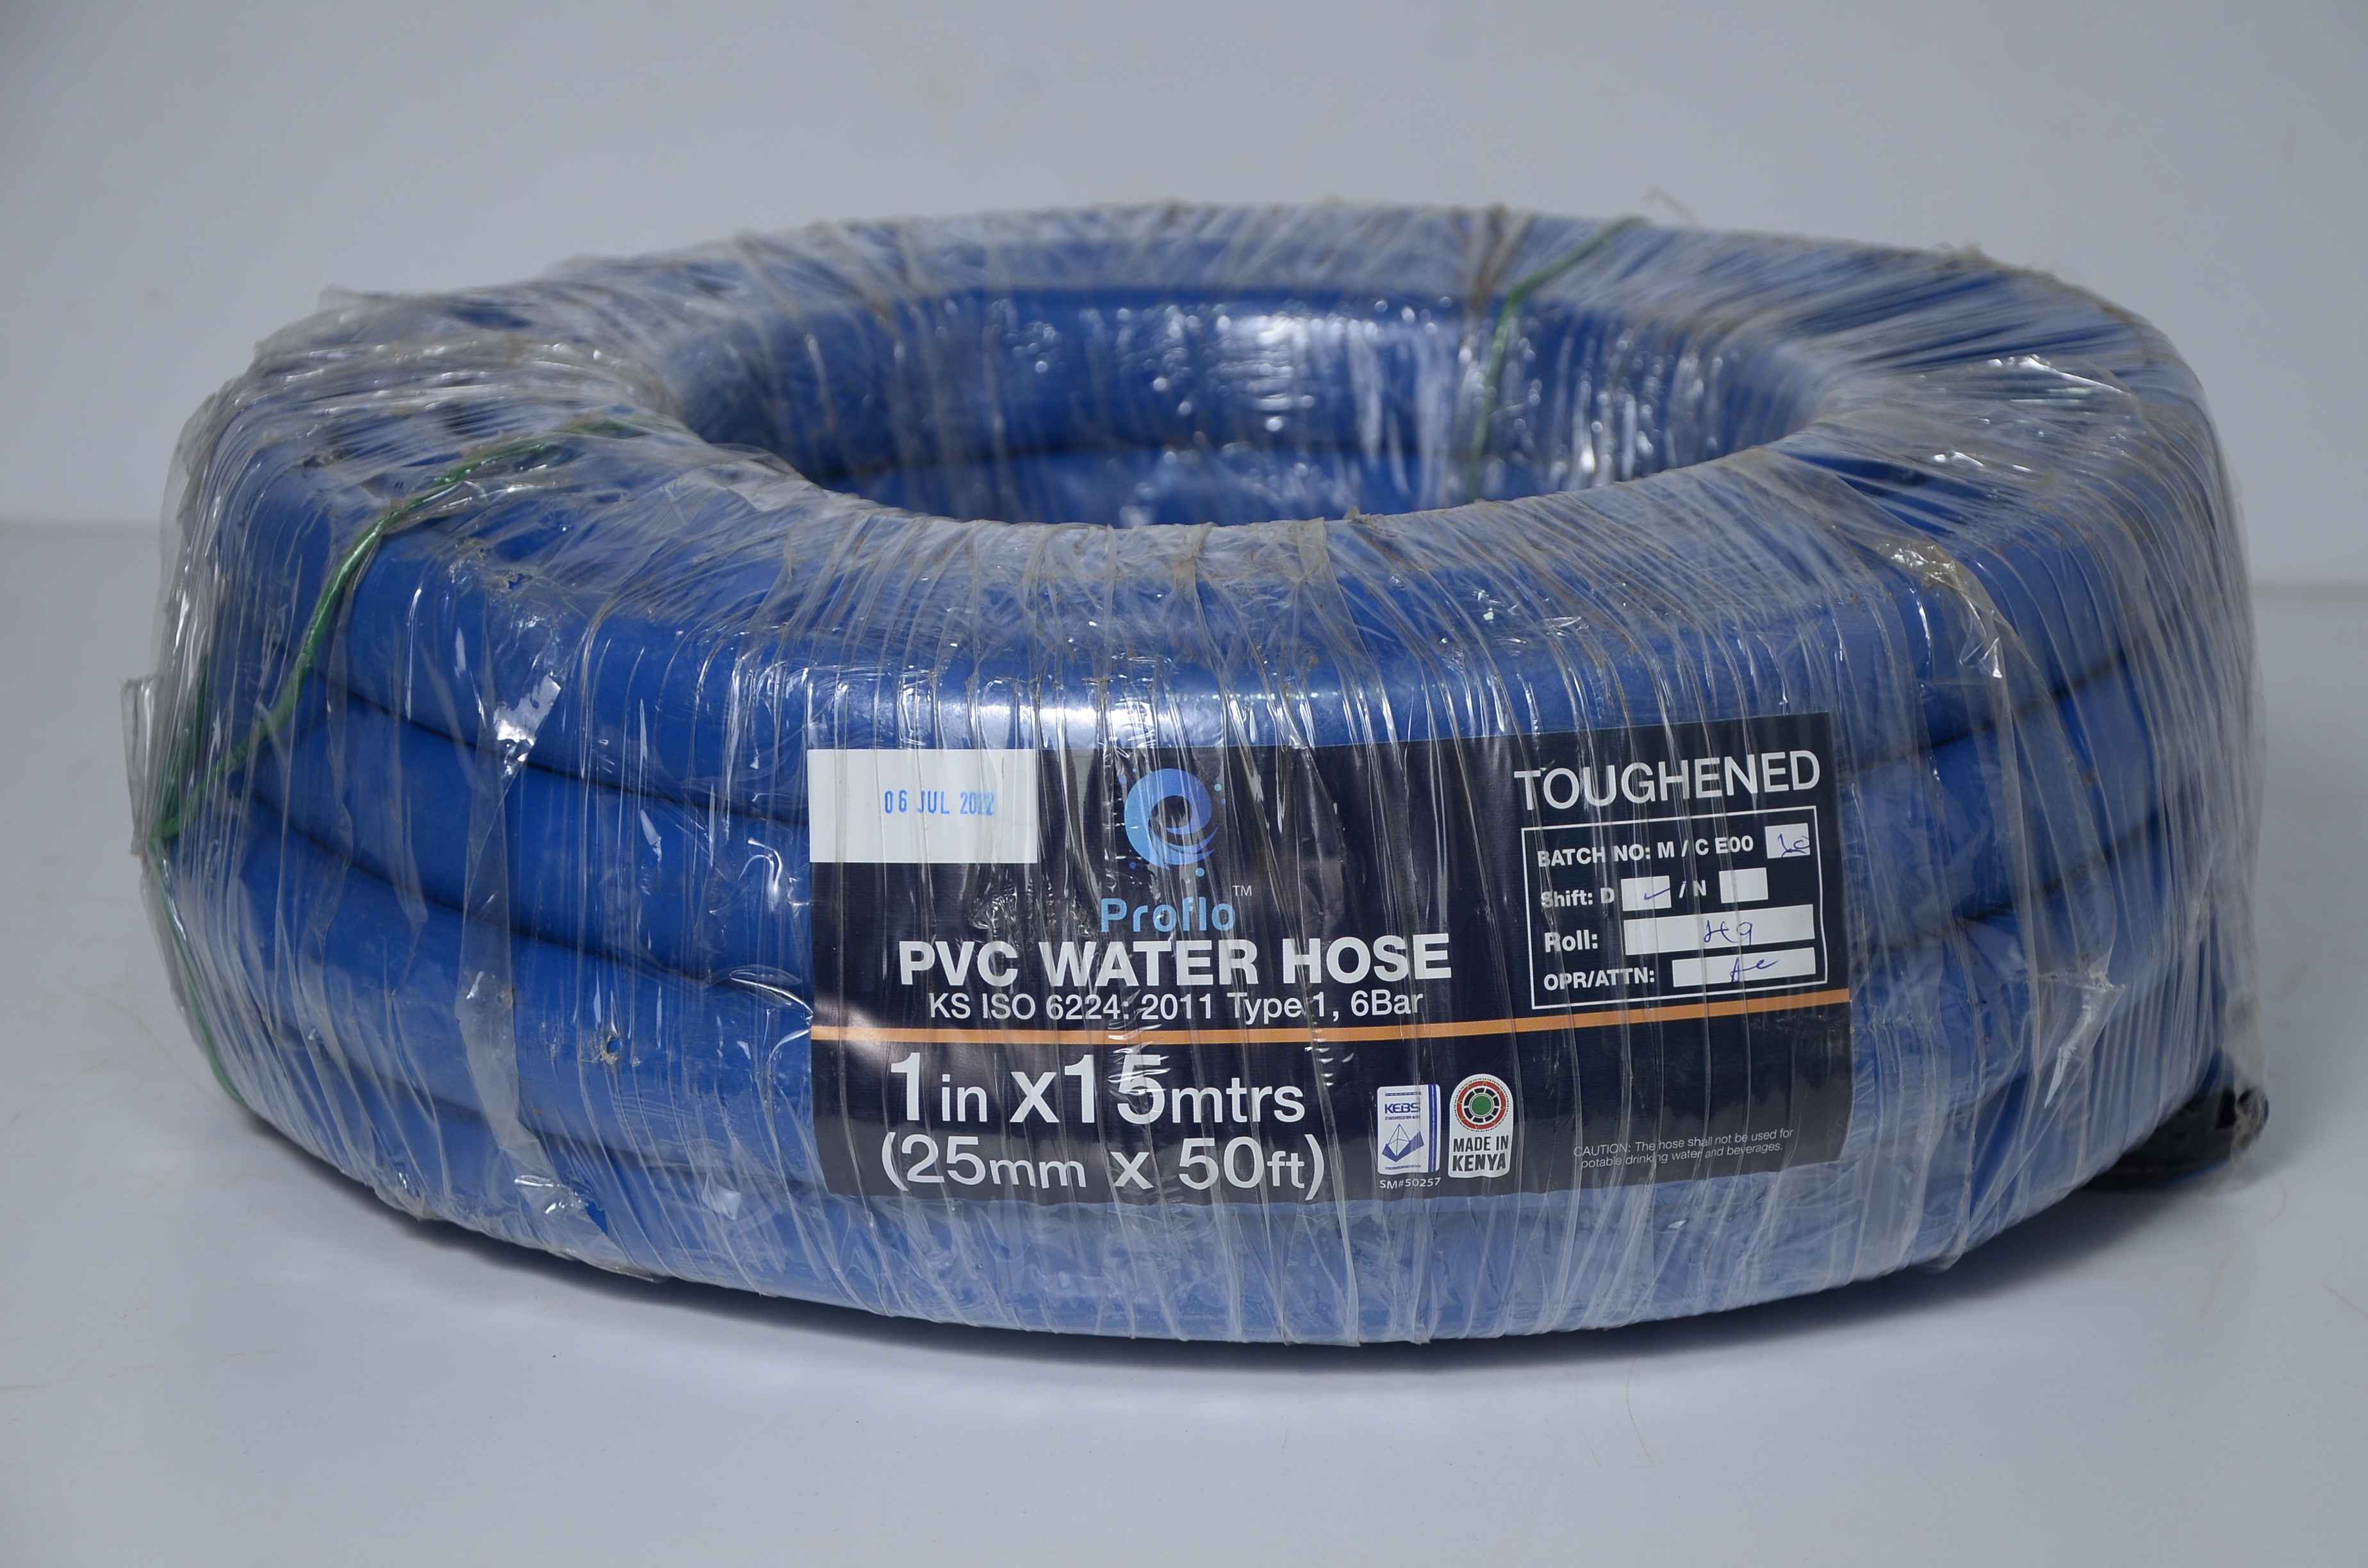 06 JUL 2022
Proflo™
PVC WATER HOSE
KS ISO 6224: 2011 Type 1, 6Bar
1in x15mtrs
(25mm x 50ft)
KEBS
SM#50257
MADE IN
KENYA
TOUGHENED
BATCH NO: M / C E00
Shift: D ✓ / N
Roll: H9
OPR/ATTN:
CAUTION: The hose shall not be used for
potable drinking water and beverages.